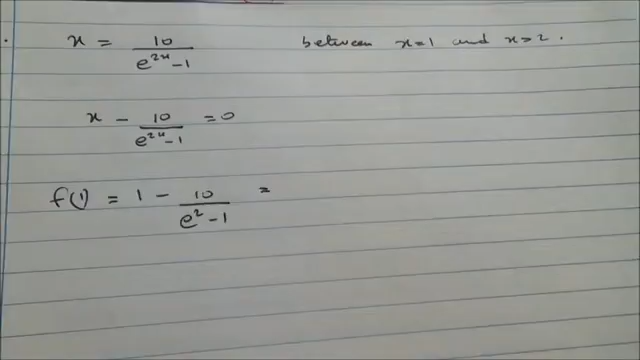 x = 10/(e^(2x) - 1) between x=1 and x=2.
x - 10/(e^(2x) - 1) = 0
f(1) = 1 - 10/(e^2 - 1) =